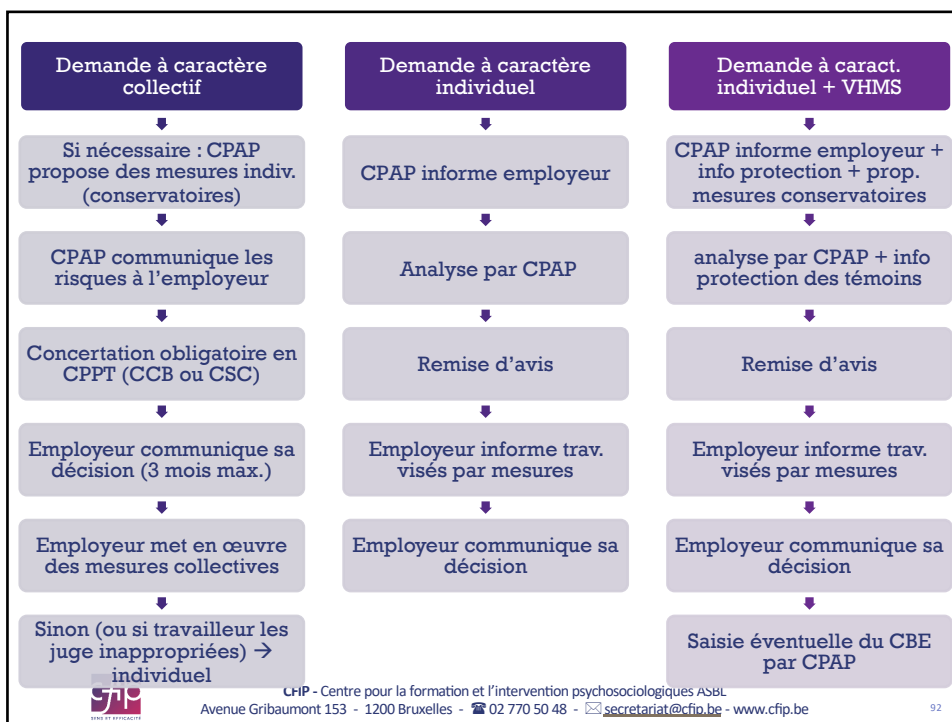 Demande à caractère
collectif
Si nécessaire : CPAP
propose des mesures indiv.
(conservatoires)
CPAP communique les
risques à l'employeur
Concertation obligatoire en
CPPT (CCB ou CSC)
Employeur communique sa
décision (3 mois max.)
Employeur met en œuvre
des mesures collectives
Sinon (ou si travailleur les
juge inappropriées) →
individuel
Demande à caractère
individuel
CPAP informe employeur
Analyse par CPAP
Remise d'avis
Employeur informe trav.
visés par mesures
Employeur communique sa
décision
Demande à caract.
individuel + VHMS
CPAP informe employeur +
info protection + prop.
mesures conservatoires
analyse par CPAP + info
protection des témoins
Remise d'avis
Employeur informe trav.
visés par mesures
Employeur communique sa
décision
Saisie éventuelle du CBE
par CPAP
cfip
SENS ET EFFICACITÉ
CFIP - Centre pour la formation et l'intervention psychosociologiques ASBL
Avenue Gribaumont 153 - 1200 Bruxelles - ☎ 02 770 50 48 - ✉ secretariat@cfip.be - www.cfip.be
92